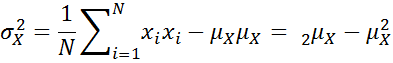 σ_X^2 = \frac{1}{N} \sum_{i=1}^{N} x_i x_i − μ_X μ_X = {}_2μ_X − μ_X^2